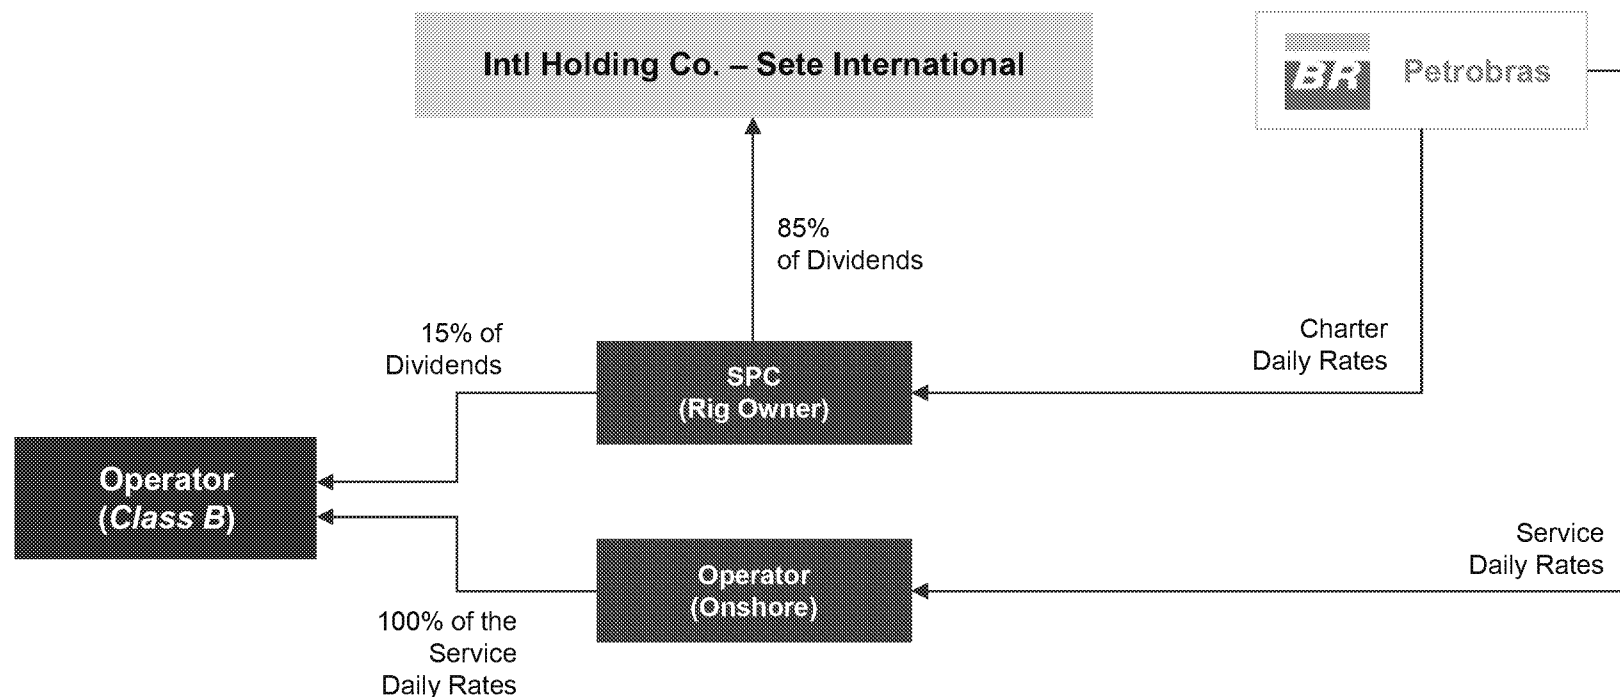 Intl Holding Co. – Sete International
BR
Petrobras
85%
of Dividends
15% of
Dividends
Charter
Daily Rates
SPC
(Rig Owner)
Operator
(Class B)
Service
Daily Rates
Operator
(Onshore)
100% of the
Service
Daily Rates